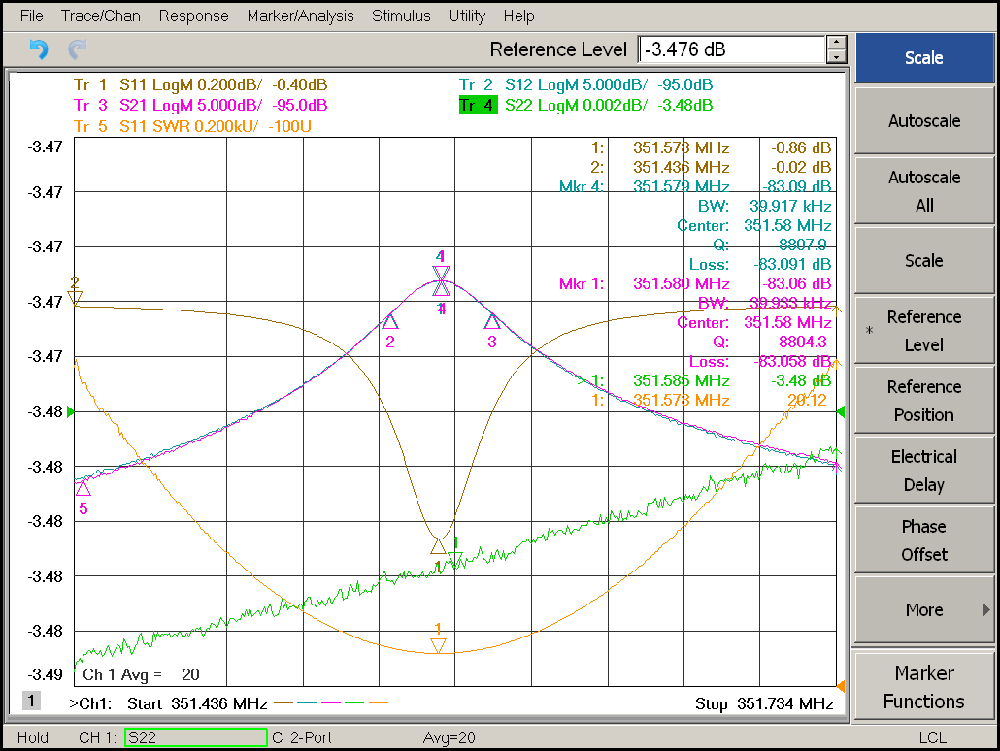 File Trace/Chan Response Marker/Analysis Stimulus Utility Help
Reference Level -3.476 dB
Scale
Autoscale
Autoscale
All
Scale
* Reference
Level
Reference
Position
Electrical
Delay
Phase
Offset
More
Marker
Functions
Tr 1 S11 LogM 0.200dB/ -0.40dB
Tr 2 S12 LogM 5.000dB/ -95.0dB
Tr 3 S21 LogM 5.000dB/ -95.0dB
Tr 4 S22 LogM 0.002dB/ -3.48dB
Tr 5 S11 SWR 0.200kU/ -100U
-3.47
-3.47
-3.47
-3.47
-3.47
-3.48
-3.48
-3.48
-3.48
-3.48
-3.49
1: 351.578 MHz -0.86 dB
2: 351.436 MHz -0.02 dB
Mkr 4: 351.579 MHz -83.09 dB
BW: 39.917 kHz
Center: 351.58 MHz
Q: 8807.9
Loss: -83.091 dB
Mkr 1: 351.580 MHz -83.06 dB
BW: 39.933 kHz
Center: 351.58 MHz
Q: 8804.3
Loss: -83.058 dB
> 1: 351.585 MHz -3.48 dB
1: 351.578 MHz 20.12
2
4
4
2
3
5
1
1
1
Ch 1 Avg = 20
1 >Ch1: Start 351.436 MHz Stop 351.734 MHz
Hold CH 1: S22 C 2-Port Avg=20 LCL